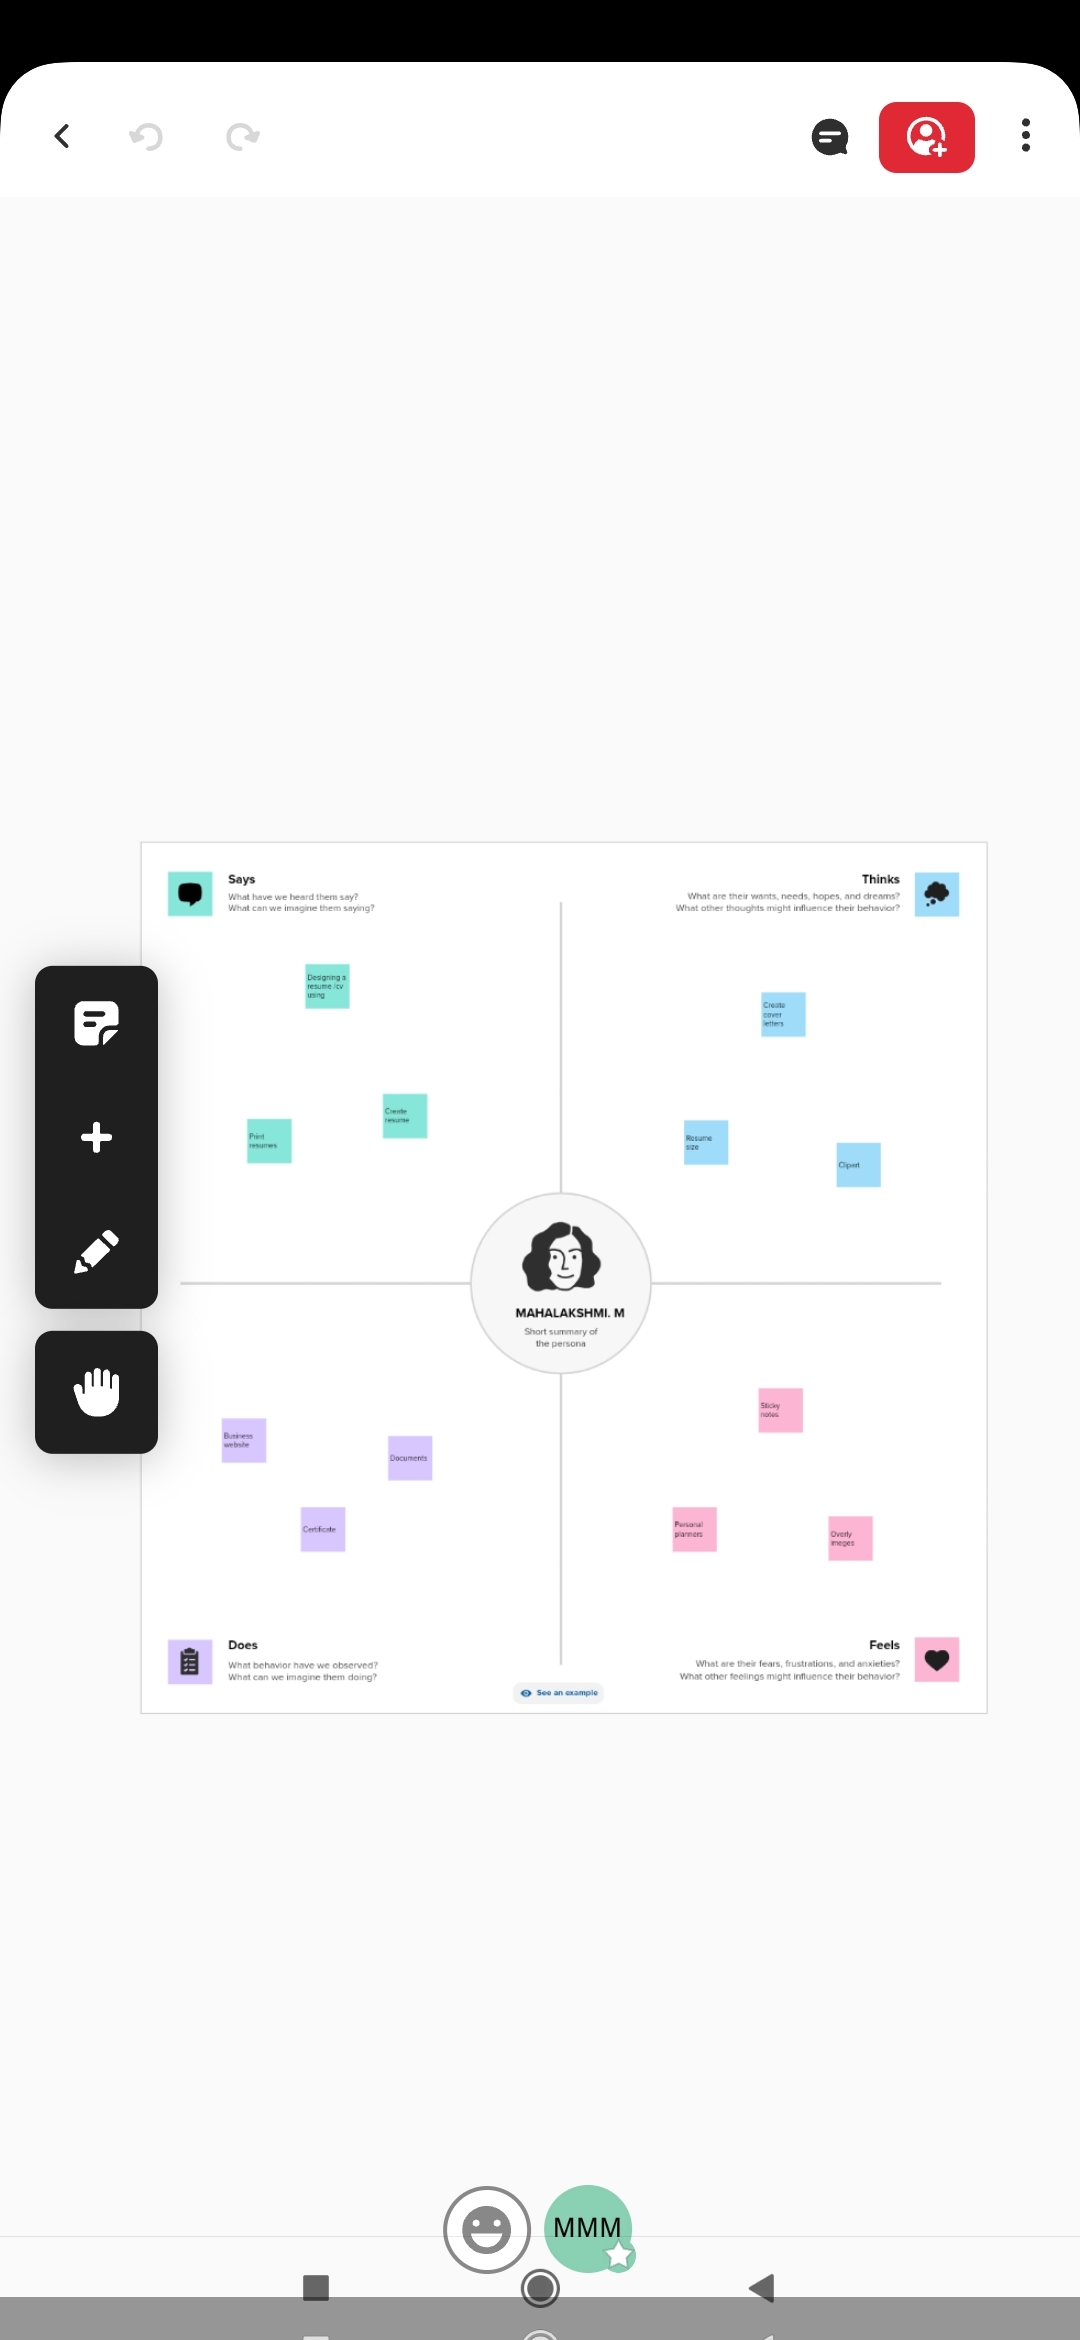 Says
What have we heard them say?
What can we imagine them saying?
Thinks
What are their wants, needs, hopes, and dreams?
What other thoughts might influence their behavior?
Designing a
resume /cv
using
Create
cover
letters
Create
resume
Print
resumes
Resume
size
Clipart
MAHALAKSHMI. M
Short summary of
the persona
Sticky
notes
Business
website
Documents
Certificate
Personal
planners
Overly
images
Does
What behavior have we observed?
What can we imagine them doing?
Feels
What are their fears, frustrations, and anxieties?
What other feelings might influence their behavior?
See an example
MMM